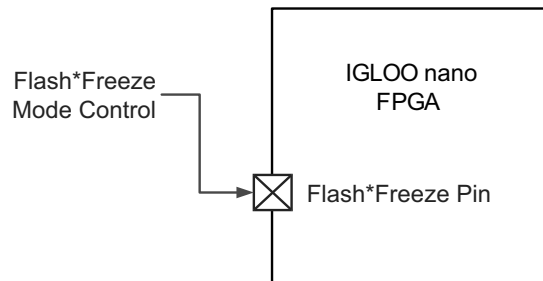 Flash*Freeze
Mode Control
IGLOO nano
FPGA
Flash*Freeze Pin